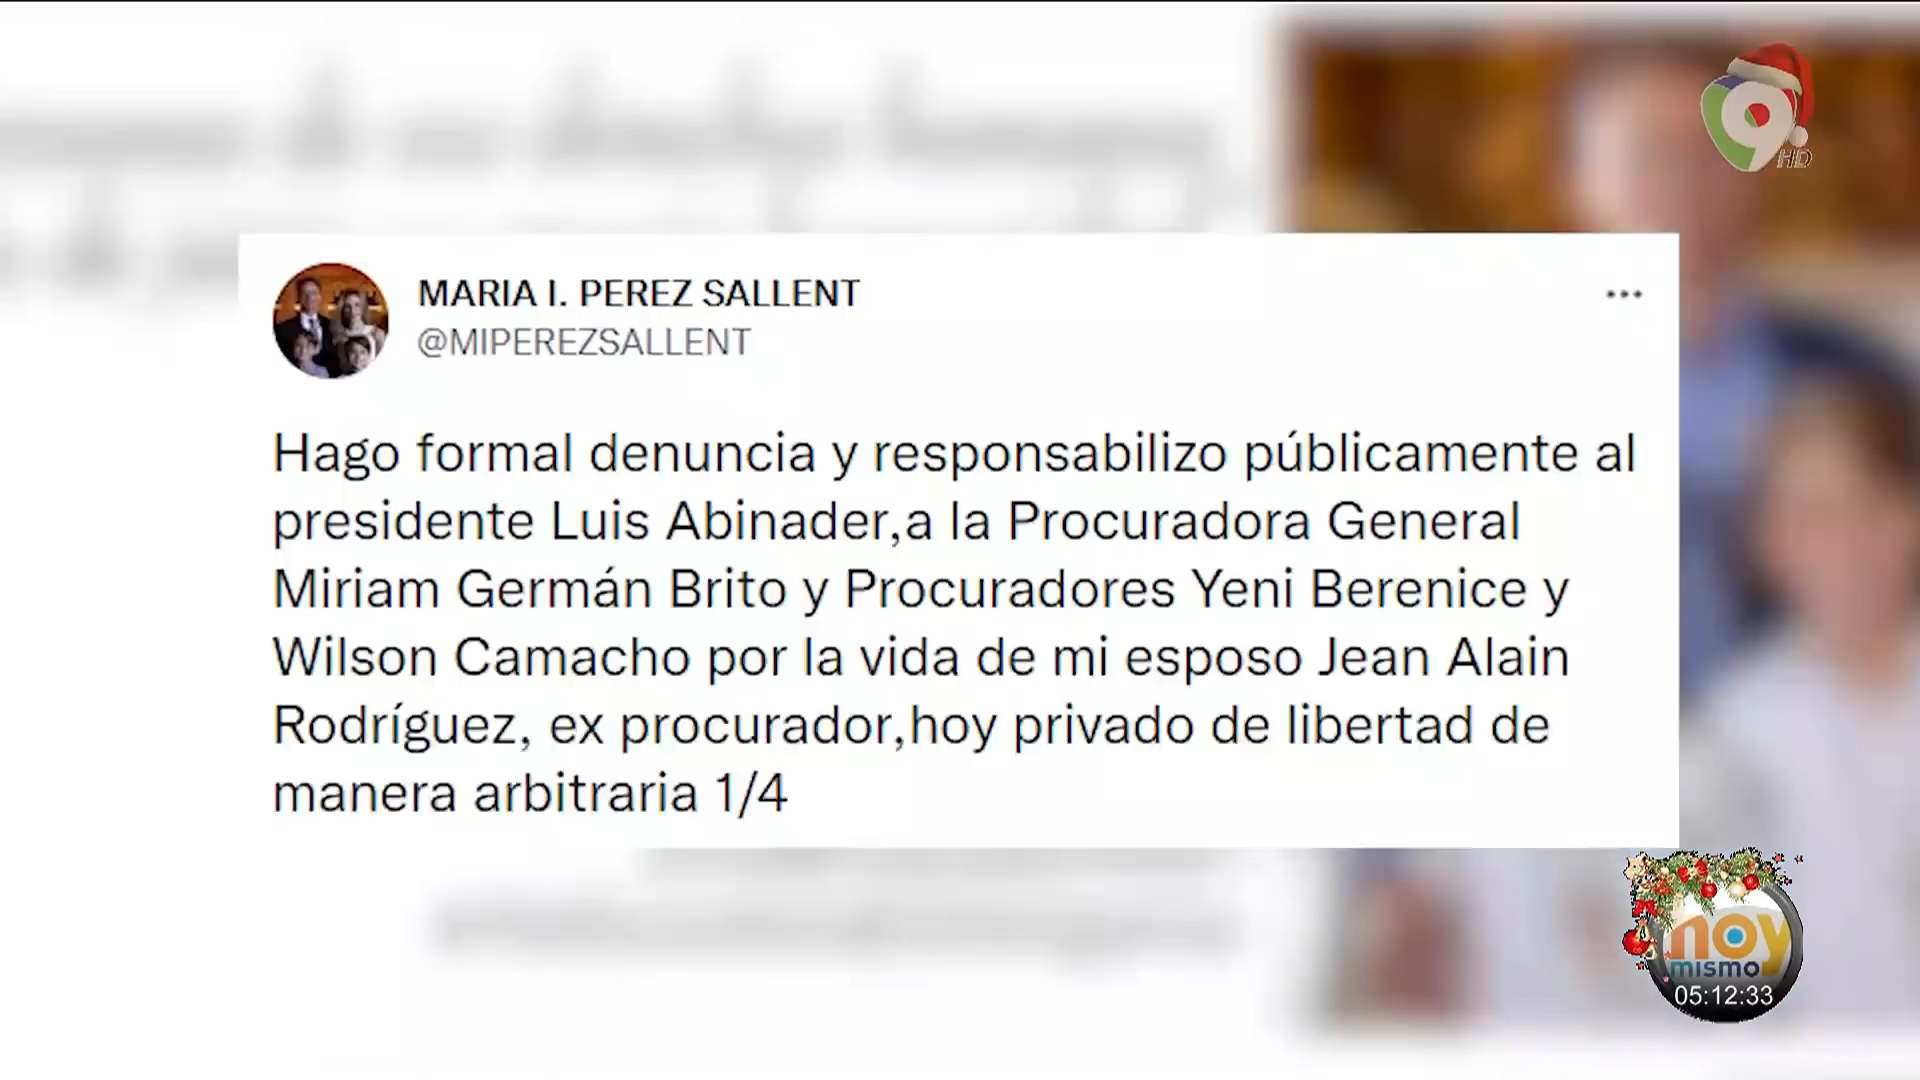 9
HD
MARIA I. PEREZ SALLENT
@MIPEREZSALLENT
Hago formal denuncia y responsabilizo públicamente al
presidente Luis Abinader,a la Procuradora General
Miriam Germán Brito y Procuradores Yeni Berenice y
Wilson Camacho por la vida de mi esposo Jean Alain
Rodríguez, ex procurador,hoy privado de libertad de
manera arbitraria 1/4
hoy
mismo
05:12:33